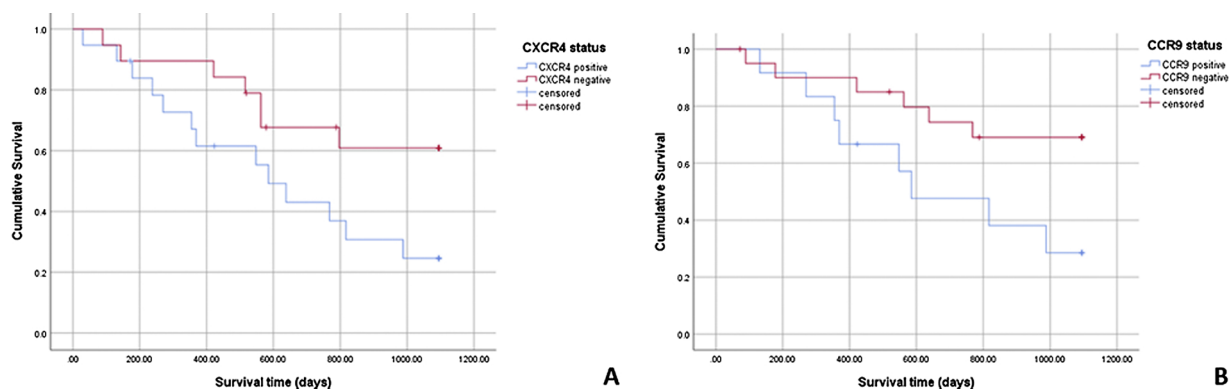 CXCR4 status
CXCR4 positive
CXCR4 negative
censored
censored
Cumulative Survival
1.0
0.8
0.6
0.4
0.2
0.0
.00 200.00 400.00 600.00 800.00 1000.00 1200.00
Survival time (days)
A
CCR9 status
CCR9 positive
CCR9 negative
censored
censored
Cumulative Survival
1.0
0.8
0.6
0.4
0.2
0.0
.00 200.00 400.00 600.00 800.00 1000.00 1200.00
Survival time (days)
B